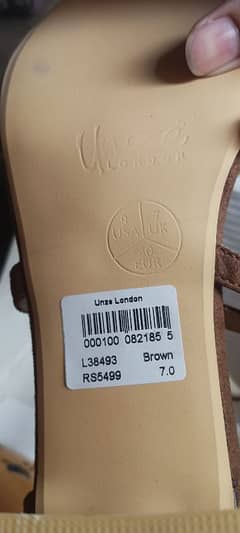 Unze
LONDON
9 7
USA UK
40
EUR
Unze London
000100 082185 5
L38493 Brown
RS5499 7.0